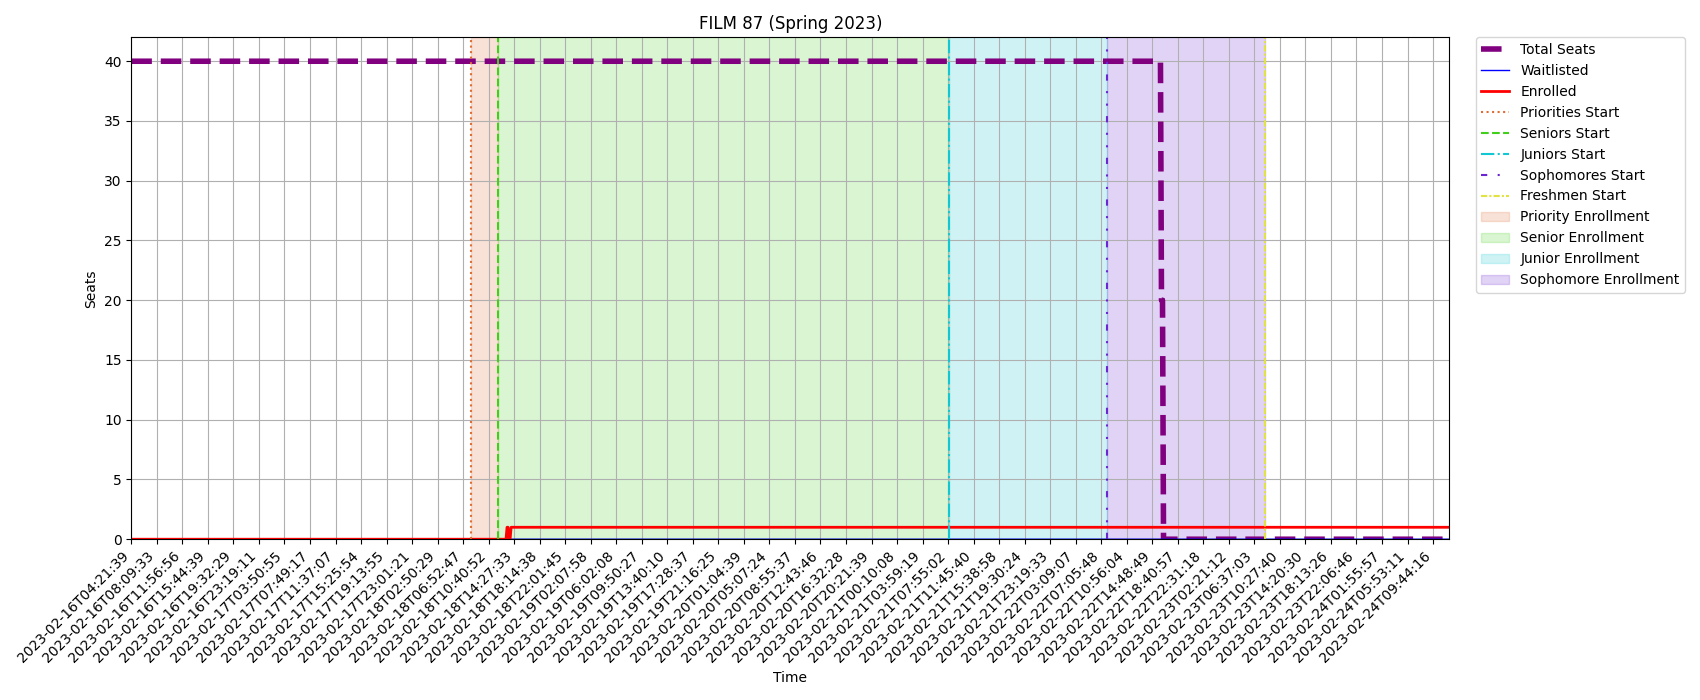 FILM 87 (Spring 2023)
Total Seats
Waitlisted
Enrolled
Priorities Start
Seniors Start
Juniors Start
Sophomores Start
Freshmen Start
Priority Enrollment
Senior Enrollment
Junior Enrollment
Sophomore Enrollment
Seats
40
35
30
25
20
15
10
5
0
2023-02-16T04:21:39
2023-02-16T08:09:33
2023-02-16T11:56:56
2023-02-16T15:44:39
2023-02-16T19:32:29
2023-02-16T23:19:11
2023-02-17T03:50:55
2023-02-17T07:49:17
2023-02-17T11:37:07
2023-02-17T15:25:54
2023-02-17T19:13:55
2023-02-17T23:01:21
2023-02-18T02:50:29
2023-02-18T06:52:47
2023-02-18T10:40:52
2023-02-18T14:27:33
2023-02-18T18:14:38
2023-02-18T22:01:45
2023-02-19T02:07:58
2023-02-19T06:02:08
2023-02-19T09:50:27
2023-02-19T13:40:10
2023-02-19T17:28:37
2023-02-19T21:16:25
2023-02-20T01:04:39
2023-02-20T05:07:24
2023-02-20T08:55:37
2023-02-20T12:43:46
2023-02-20T16:32:28
2023-02-20T20:21:39
2023-02-21T00:10:08
2023-02-21T03:59:19
2023-02-21T07:55:02
2023-02-21T11:45:40
2023-02-21T15:38:58
2023-02-21T19:30:24
2023-02-21T23:19:33
2023-02-22T03:09:07
2023-02-22T07:05:48
2023-02-22T10:56:04
2023-02-22T14:48:49
2023-02-22T18:40:57
2023-02-22T22:31:18
2023-02-23T02:21:12
2023-02-23T06:37:03
2023-02-23T10:27:40
2023-02-23T14:20:30
2023-02-23T18:13:26
2023-02-23T22:06:46
2023-02-24T01:55:57
2023-02-24T05:53:11
2023-02-24T09:44:16
Time